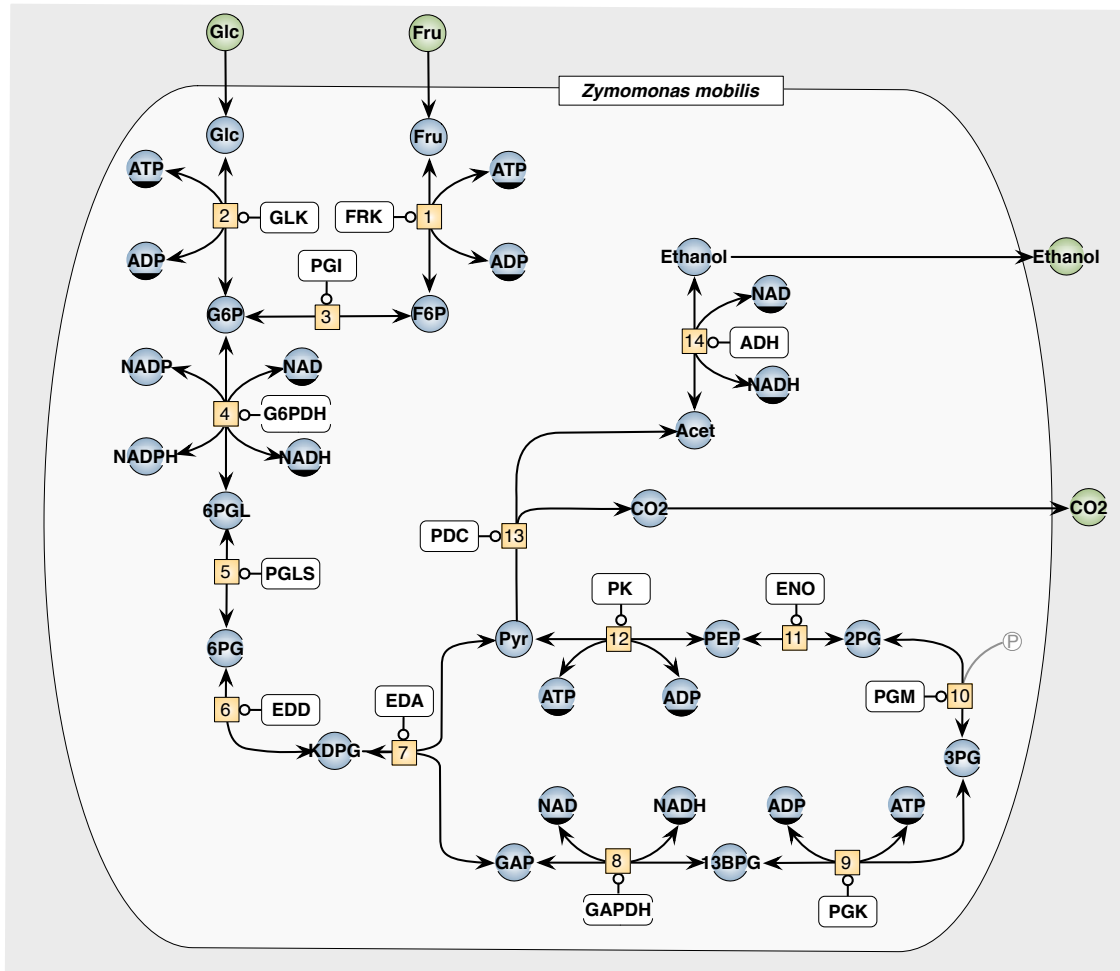 Glc
Fru
Zymomonas mobilis
Glc
Fru
ATP
ATP
2
GLK
FRK
1
ADP
ADP
PGI
Ethanol
Ethanol
NAD
G6P
3
F6P
14
ADH
NADP
NAD
NADH
4
G6PDH
Acet
NADPH
NADH
6PGL
CO2
CO2
PDC
13
5
PGLS
PK
ENO
6PG
Pyr
12
PEP
11
2PG
P
ATP
ADP
PGM
10
6
EDD
EDA
KDPG
7
3PG
NAD
NADH
ADP
ATP
GAP
8
13BPG
9
GAPDH
PGK